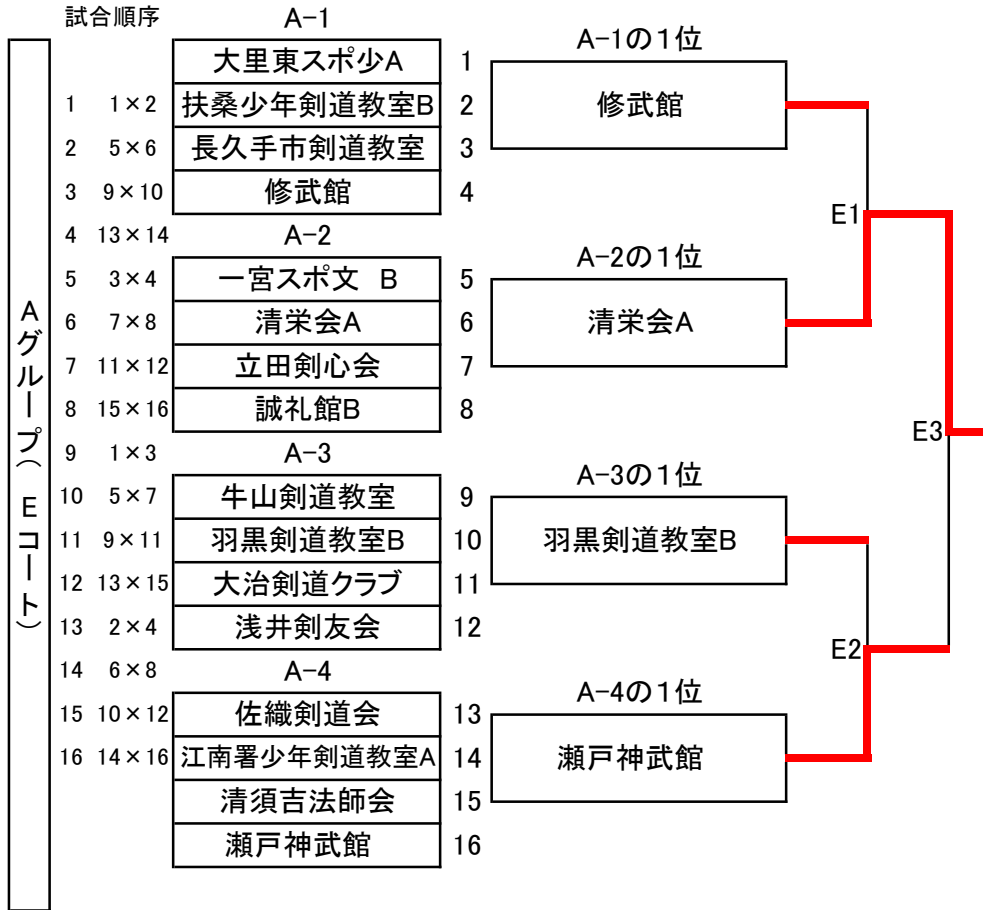 試合順序
A-1
大里東スポ少A 1
1 1×2 扶桑少年剣道教室B 2
2 5×6 長久手市剣道教室 3
3 9×10 修武館 4
4 13×14 A-2
5 3×4 一宮スポ文 B 5
6 7×8 清栄会A 6
7 11×12 立田剣心会 7
8 15×16 誠礼館B 8
9 1×3 A-3
10 5×7 牛山剣道教室 9
11 9×11 羽黒剣道教室B 10
12 13×15 大治剣道クラブ 11
13 2×4 浅井剣友会 12
14 6×8 A-4
15 10×12 佐織剣道会 13
16 14×16 江南署少年剣道教室A 14
清須吉法師会 15
瀬戸神武館 16
Aグループ（Eコート）
A-1の1位
修武館
E1
A-2の1位
清栄会A
E3
A-3の1位
羽黒剣道教室B
E2
A-4の1位
瀬戸神武館